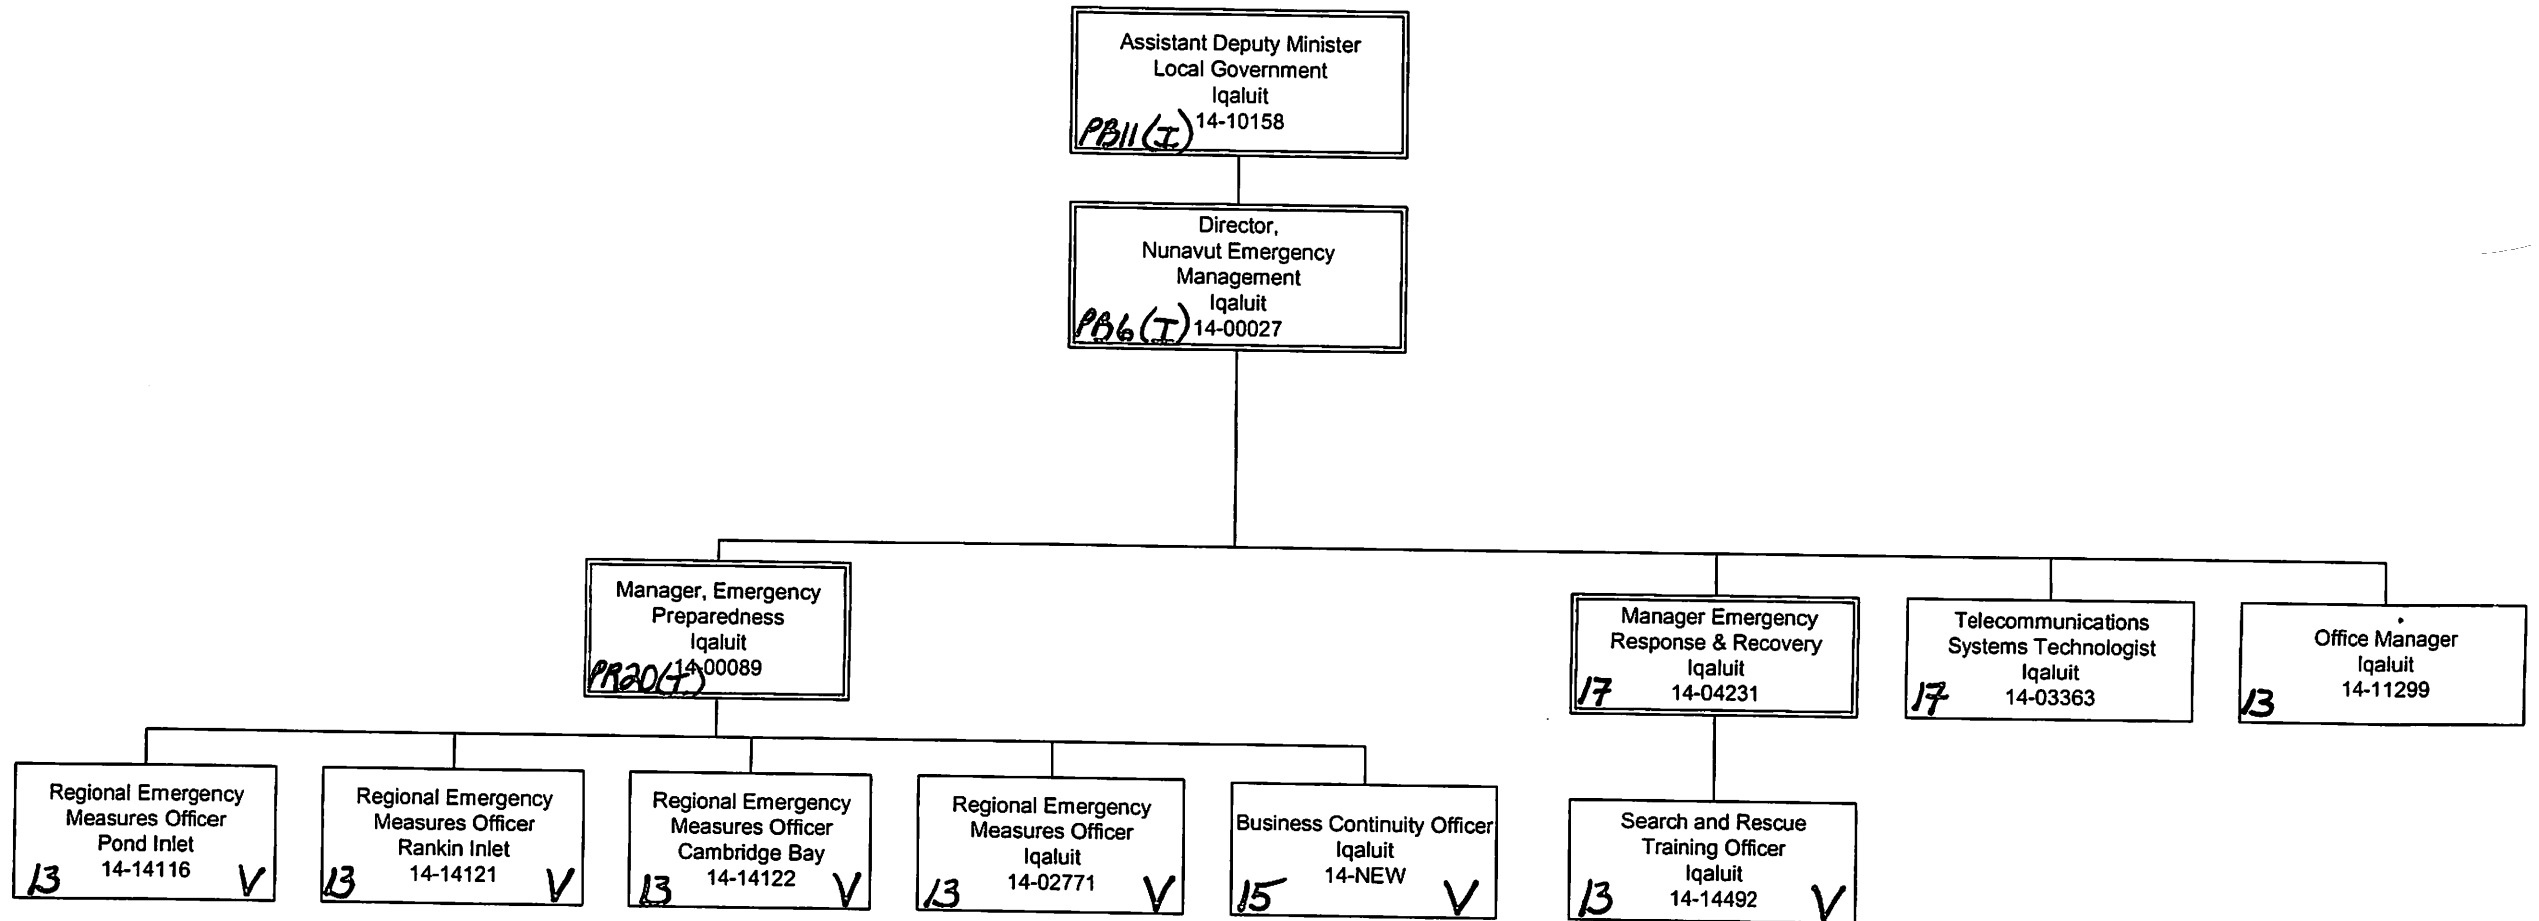 Assistant Deputy Minister
Local Government
Iqaluit
14-10158
PB11(I)
Director,
Nunavut Emergency
Management
Iqaluit
14-00027
PB6(I)
Manager, Emergency
Preparedness
Iqaluit
14-00089
PR20(I)
Manager Emergency
Response & Recovery
Iqaluit
14-04231
17
Telecommunications
Systems Technologist
Iqaluit
14-03363
17
Office Manager
Iqaluit
14-11299
13
Regional Emergency
Measures Officer
Pond Inlet
14-14116
13 V
Regional Emergency
Measures Officer
Rankin Inlet
14-14121
13 V
Regional Emergency
Measures Officer
Cambridge Bay
14-14122
13 V
Regional Emergency
Measures Officer
Iqaluit
14-02771
13 V
Business Continuity Officer
Iqaluit
14-NEW
15 V
Search and Rescue
Training Officer
Iqaluit
14-14492
13 V